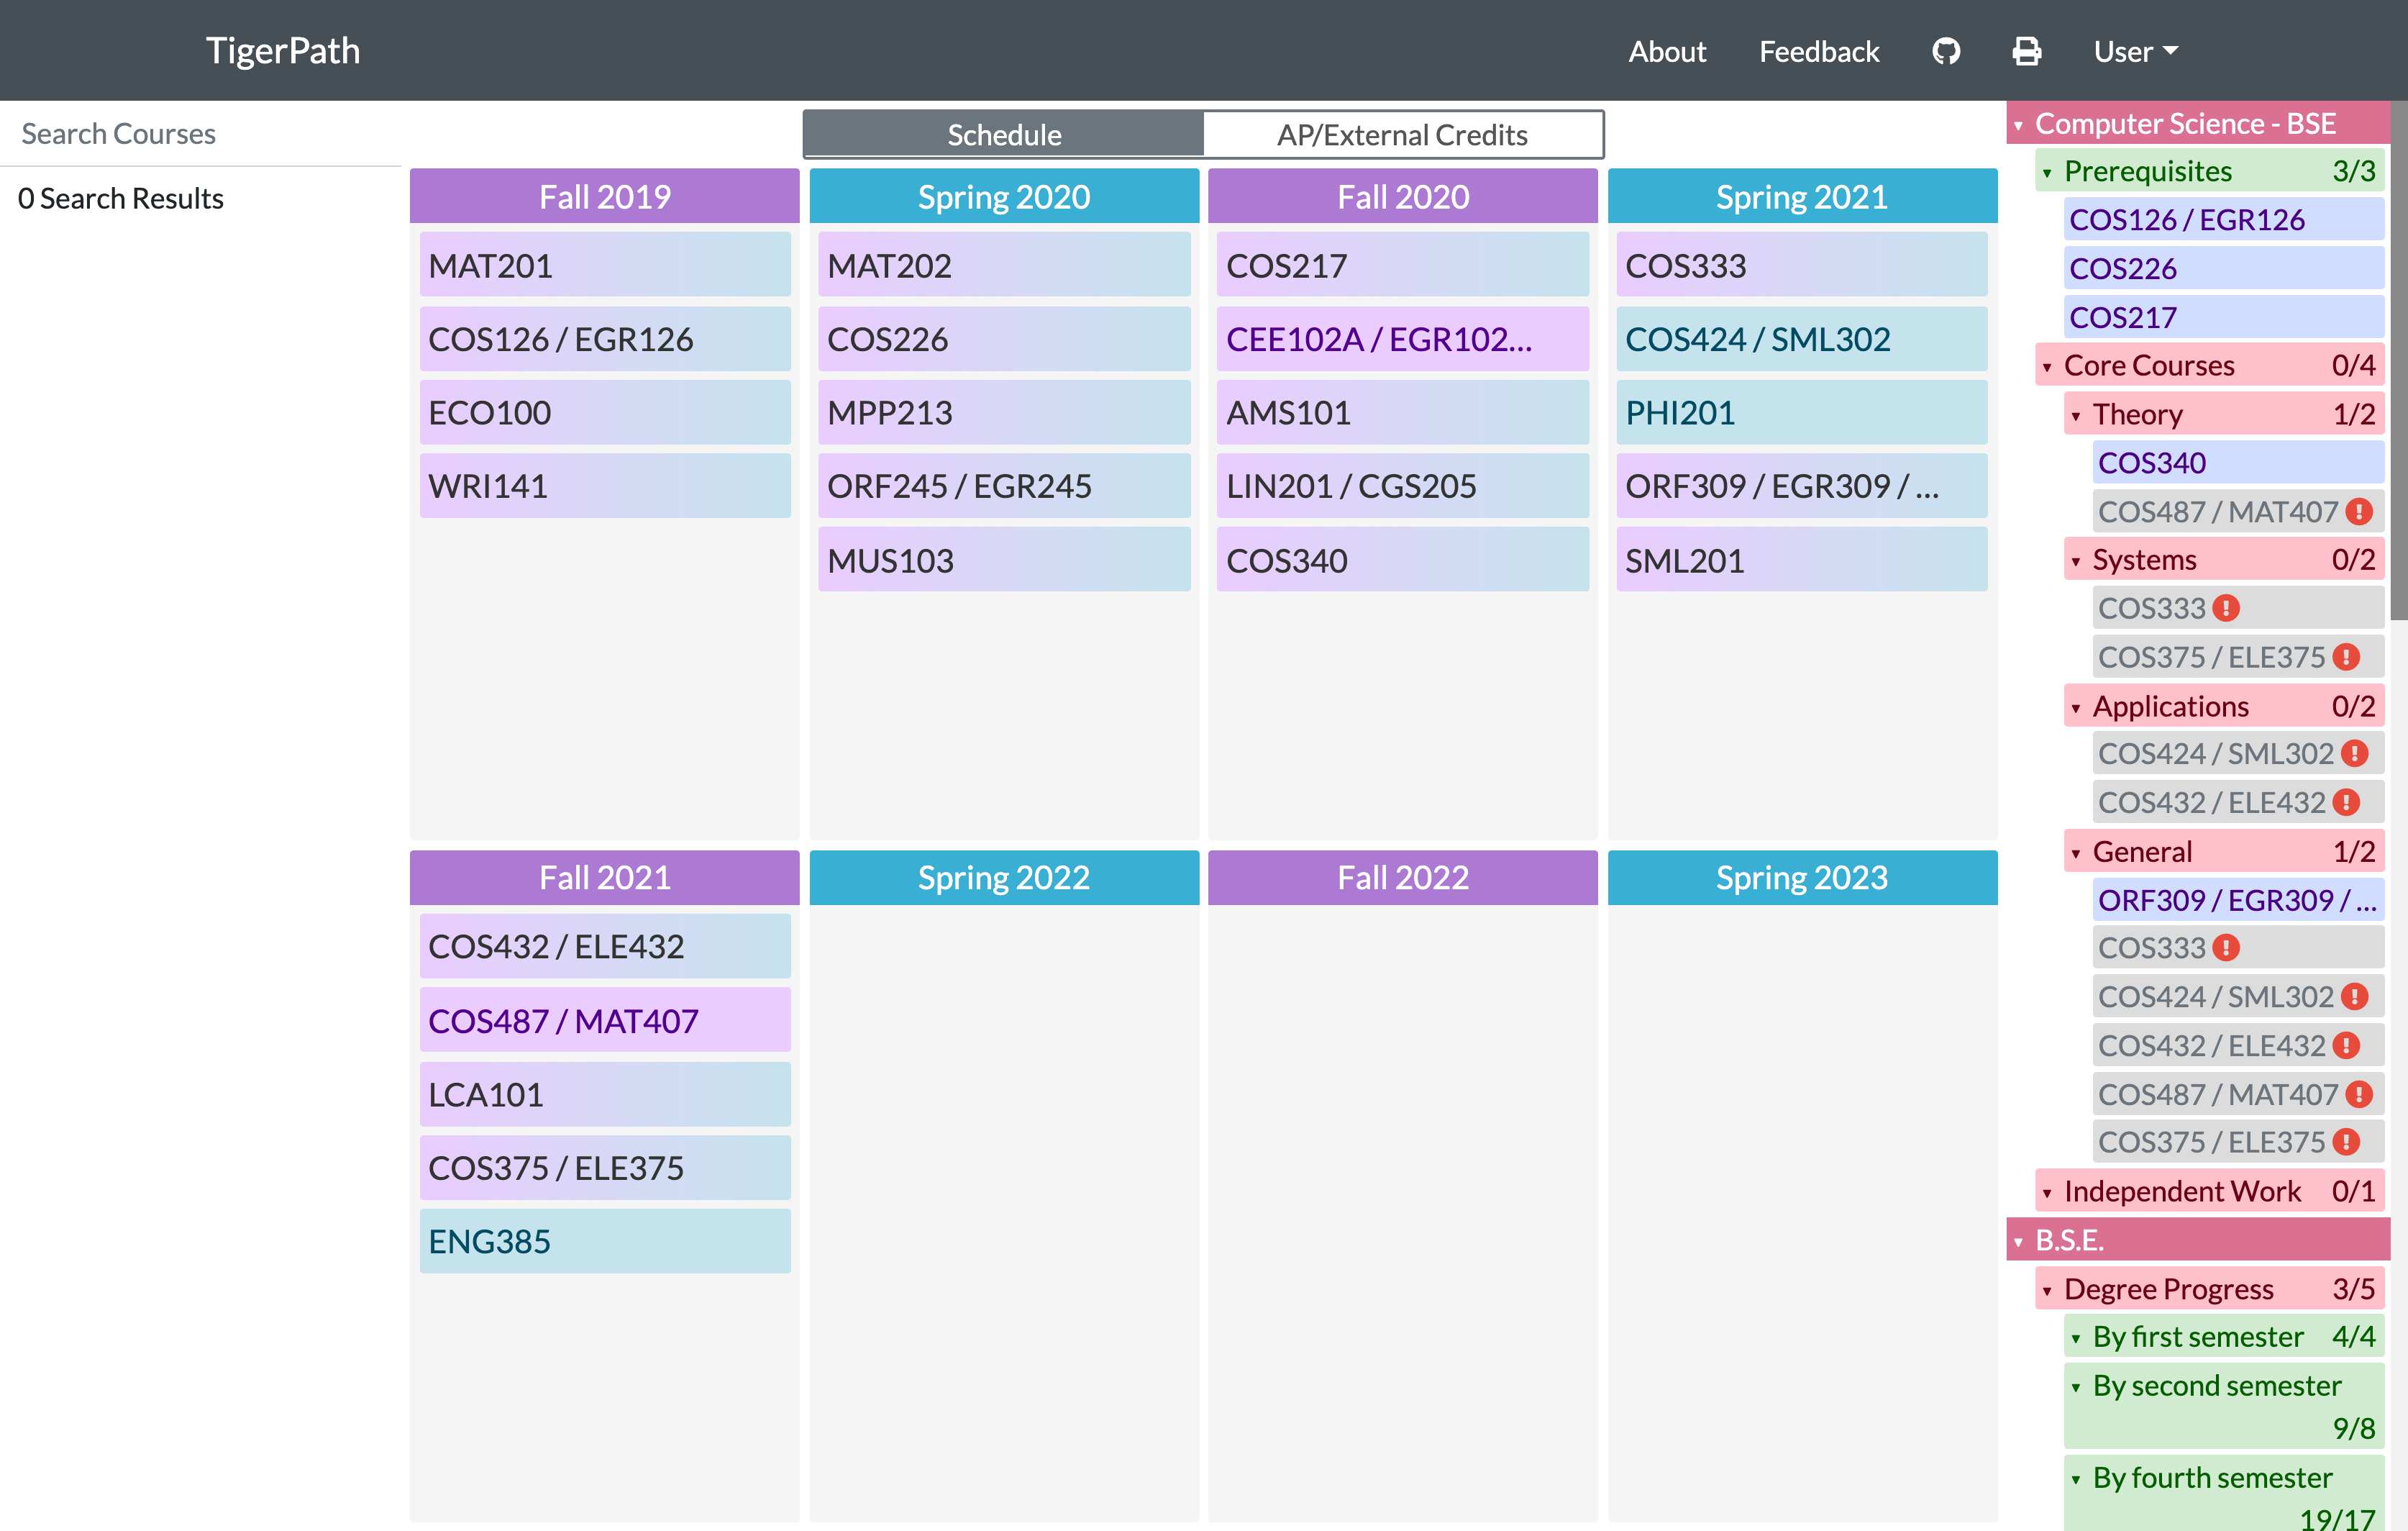 TigerPath
About
Feedback
User
Search Courses
0 Search Results
Schedule
AP/External Credits
Fall 2019
MAT201
COS126 / EGR126
ECO100
WRI141
Spring 2020
MAT202
COS226
MPP213
ORF245 / EGR245
MUS103
Fall 2020
COS217
CEE102A / EGR102...
AMS101
LIN201 / CGS205
COS340
Spring 2021
COS333
COS424 / SML302
PHI201
ORF309 / EGR309 / ...
SML201
Fall 2021
COS432 / ELE432
COS487 / MAT407
LCA101
COS375 / ELE375
ENG385
Spring 2022
Fall 2022
Spring 2023
Computer Science - BSE
Prerequisites 3/3
COS126 / EGR126
COS226
COS217
Core Courses 0/4
Theory 1/2
COS340
COS487 / MAT407
Systems 0/2
COS333
COS375 / ELE375
Applications 0/2
COS424 / SML302
COS432 / ELE432
General 1/2
ORF309 / EGR309 / ...
COS333
COS424 / SML302
COS432 / ELE432
COS487 / MAT407
COS375 / ELE375
Independent Work 0/1
B.S.E.
Degree Progress 3/5
By first semester 4/4
By second semester
9/8
By fourth semester
19/17